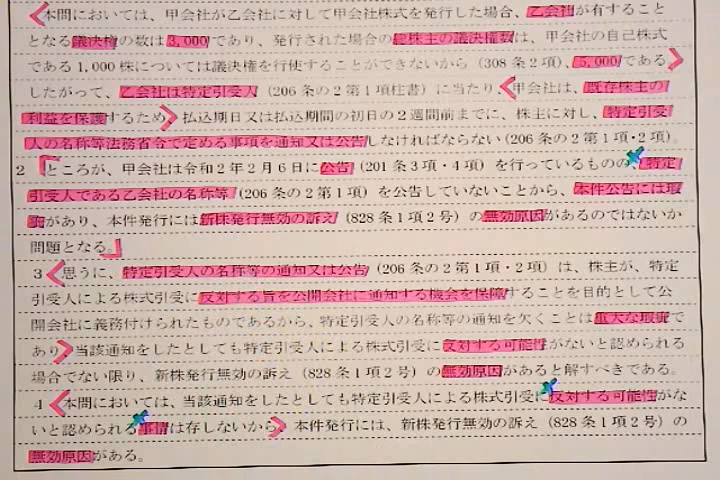 本問においては、甲会社が乙会社に対して甲会社株式を発行した場合、乙会社が有すること
となる議決権の数は3,000であり、発行された場合の総株主の議決権数は、甲会社の自己株式
である1,000株については議決権を行使することができないから(308条2項)、5,000である
したがって、乙会社は特定引受人(206条の2第1項柱書)に当たり、甲会社は、既存株主の
利益を保護するため、払込期日又は払込期間の初日の2週間前までに、株主に対し、特定引受
人の名称等法務省令で定める事項を通知又は公告しなければならない(206条の2第1項・2項)。
2 ところが、甲会社は令和2年2月6日に公告(201条3項・4項)を行っているものの、特定
引受人である乙会社の名称等(206条の2第1項)を公告していないことから、本件公告には瑕
疵があり、本件発行には新株発行無効の訴え(828条1項2号)の無効原因があるのではないか
問題となる。
3 思うに、特定引受人の名称等の通知又は公告(206条の2第1項・2項)は、株主が、特定
引受人による株式引受に反対する旨を公開会社に通知する機会を保障することを目的として公
開会社に義務付けられたものであるから、特定引受人の名称等の通知を欠くことは重大な瑕疵で
あり、当該通知をしたとしても特定引受人による株式引受に反対する可能性がないと認められる
場合でない限り、新株発行無効の訴え(828条1項2号)の無効原因があると解すべきである。
4 本問においては、当該通知をしたとしても特定引受人による株式引受に反対する可能性がな
いと認められる事情は存しないから、本件発行には、新株発行無効の訴え(828条1項2号)の
無効原因がある。